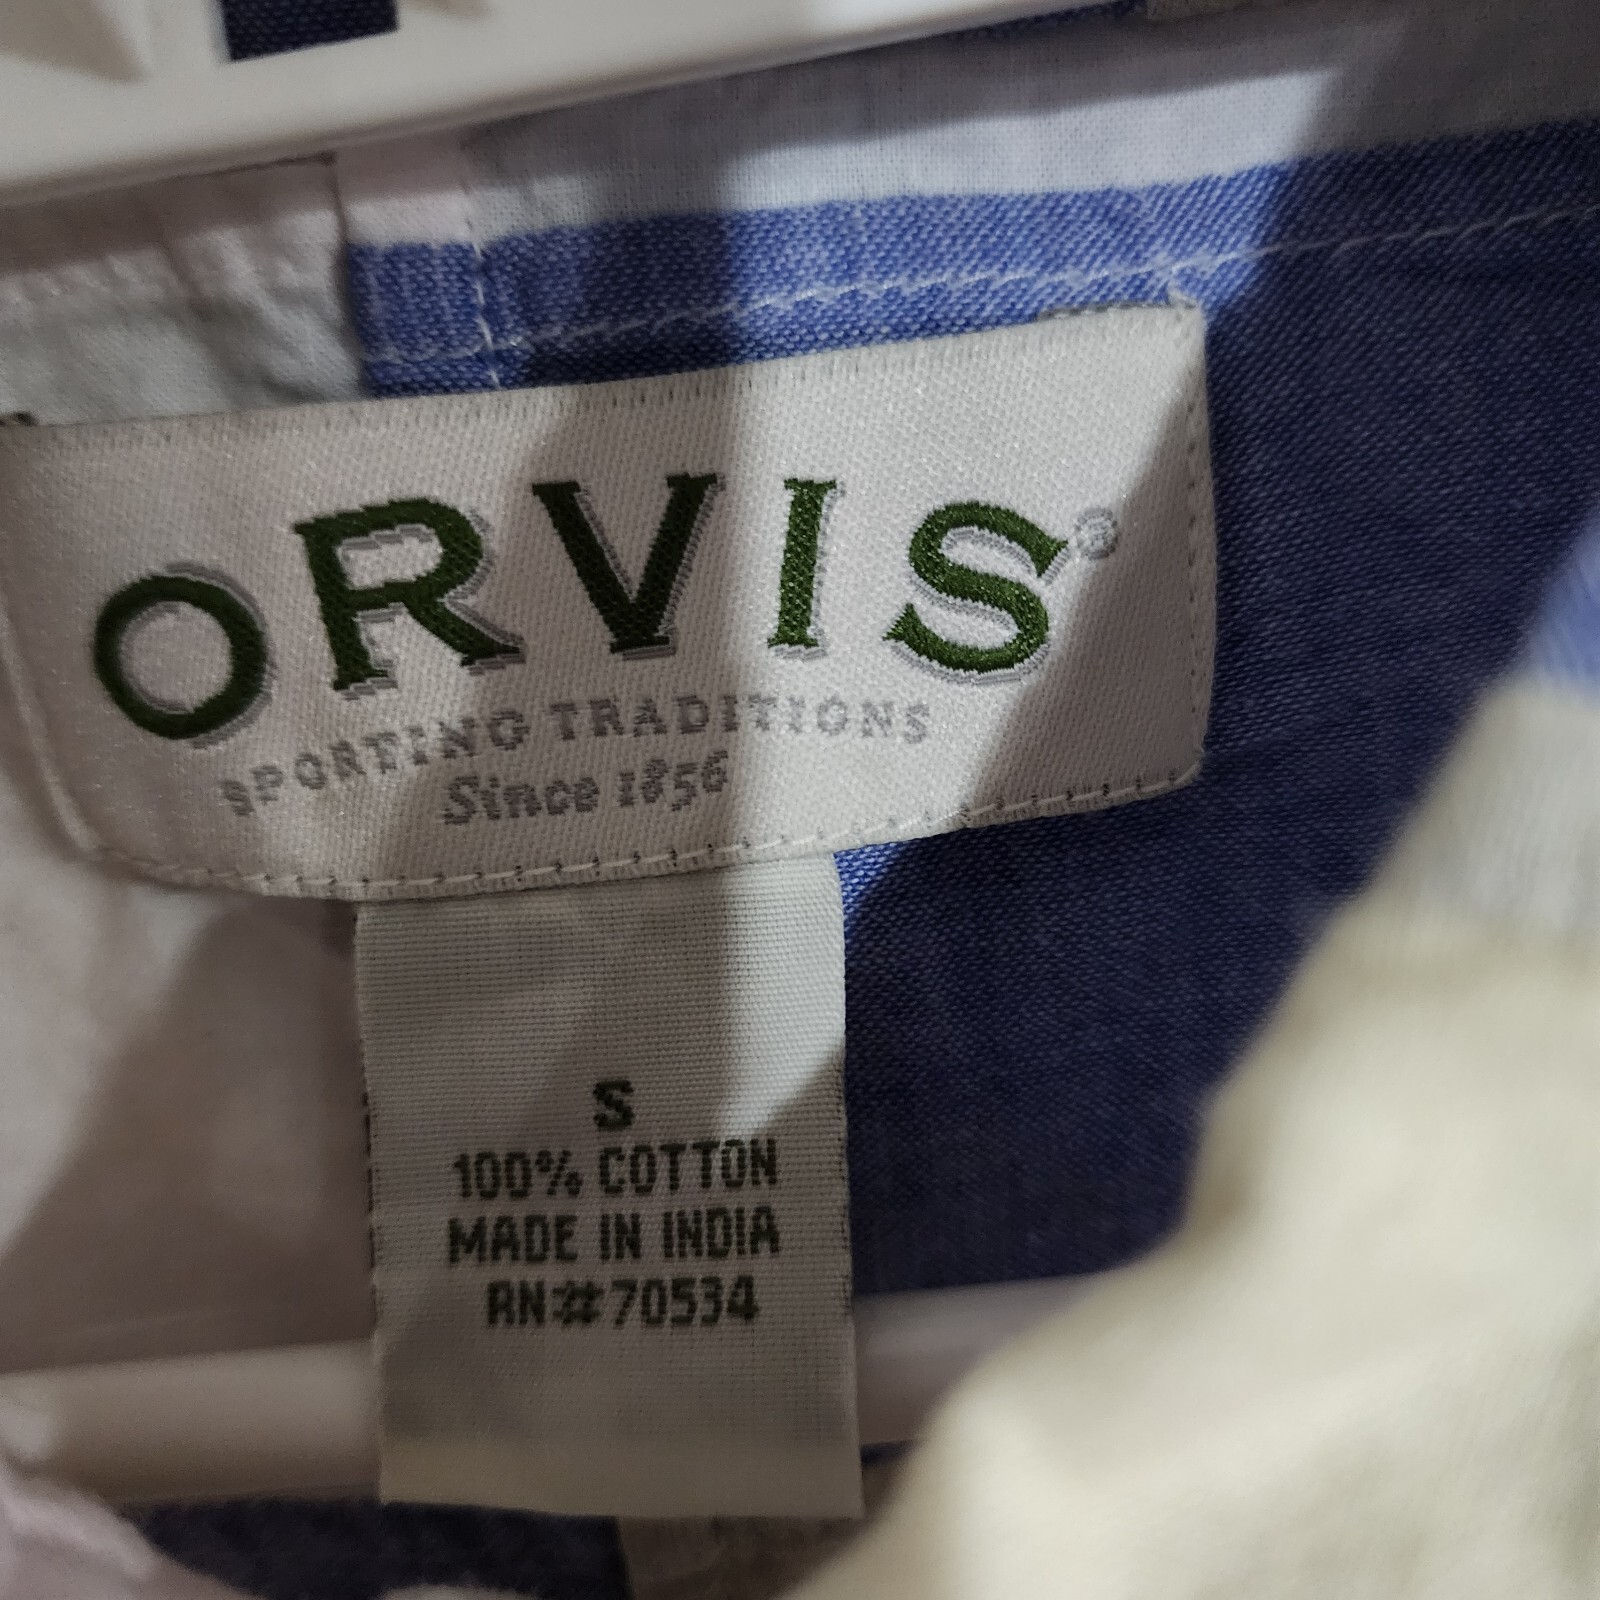 ORVIS®
SPORTING TRADITIONS
Since 1856
S
100% COTTON
MADE IN INDIA
RN#70534